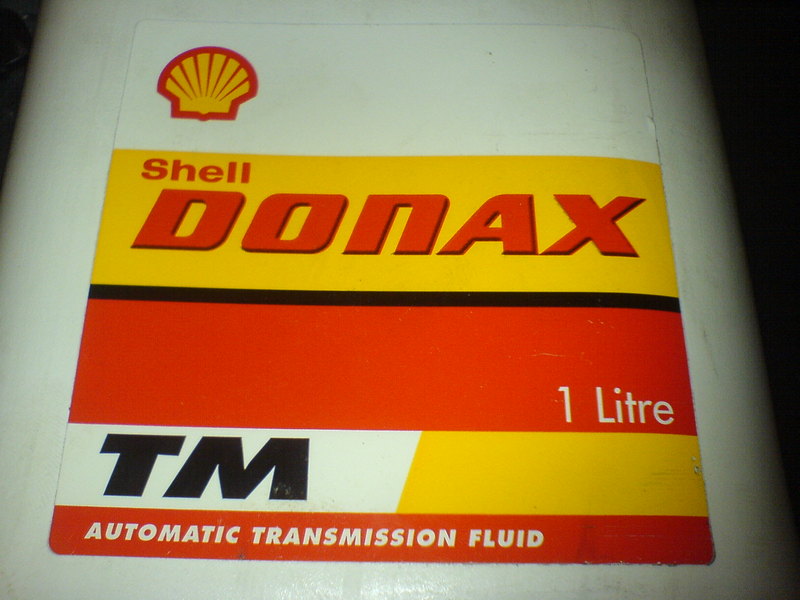 Shell
DONAX
1 Litre
TM
AUTOMATIC TRANSMISSION FLUID